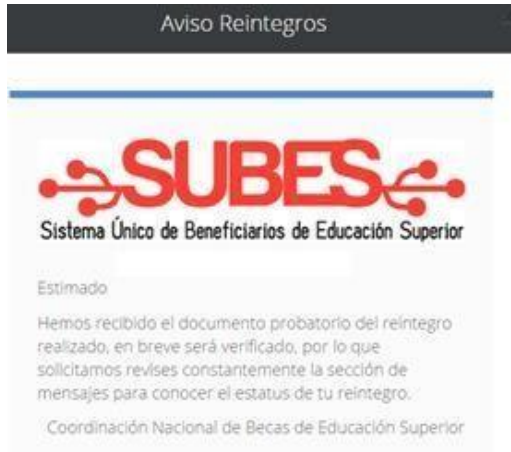 Aviso Reintegros
SUBES
Sistema Único de Beneficiarios de Educación Superior
Estimado
Hemos recibido el documento probatorio del reintegro
realizado, en breve será verificado, por lo que
solicitamos revises constantemente la sección de
mensajes para conocer el estatus de tu reintegro.
Coordinación Nacional de Becas de Educación Superior